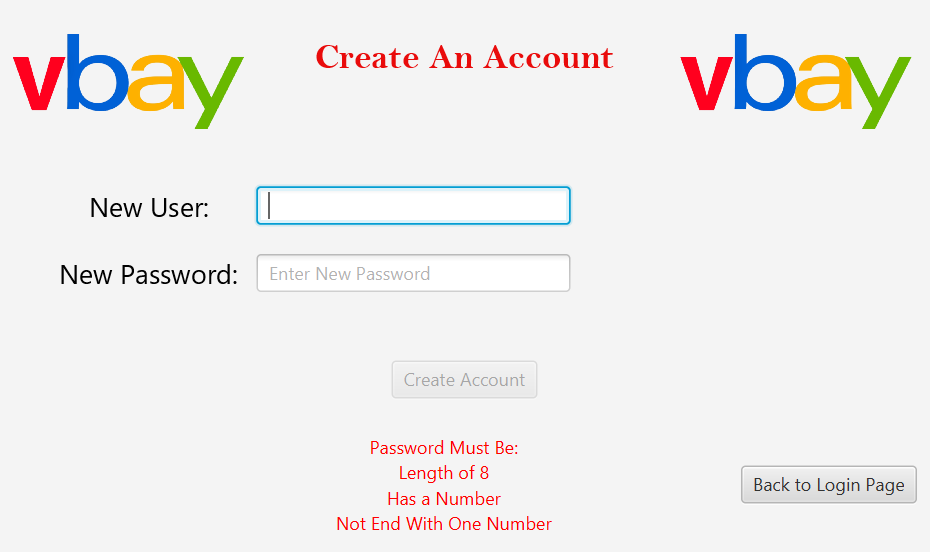 vbay
Create An Account
vbay
New User:
New Password:
Enter New Password
Create Account
Password Must Be:
Length of 8
Has a Number
Not End With One Number
Back to Login Page